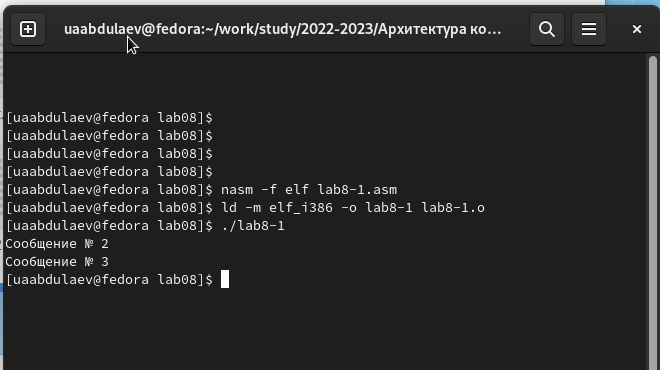 uaabdulaev@fedora:~/work/study/2022-2023/Архитектура ко...
[uaabdulaev@fedora lab08]$
[uaabdulaev@fedora lab08]$
[uaabdulaev@fedora lab08]$
[uaabdulaev@fedora lab08]$
[uaabdulaev@fedora lab08]$ nasm -f elf lab8-1.asm
[uaabdulaev@fedora lab08]$ ld -m elf_i386 -o lab8-1 lab8-1.o
[uaabdulaev@fedora lab08]$ ./lab8-1
Сообщение № 2
Сообщение № 3
[uaabdulaev@fedora lab08]$